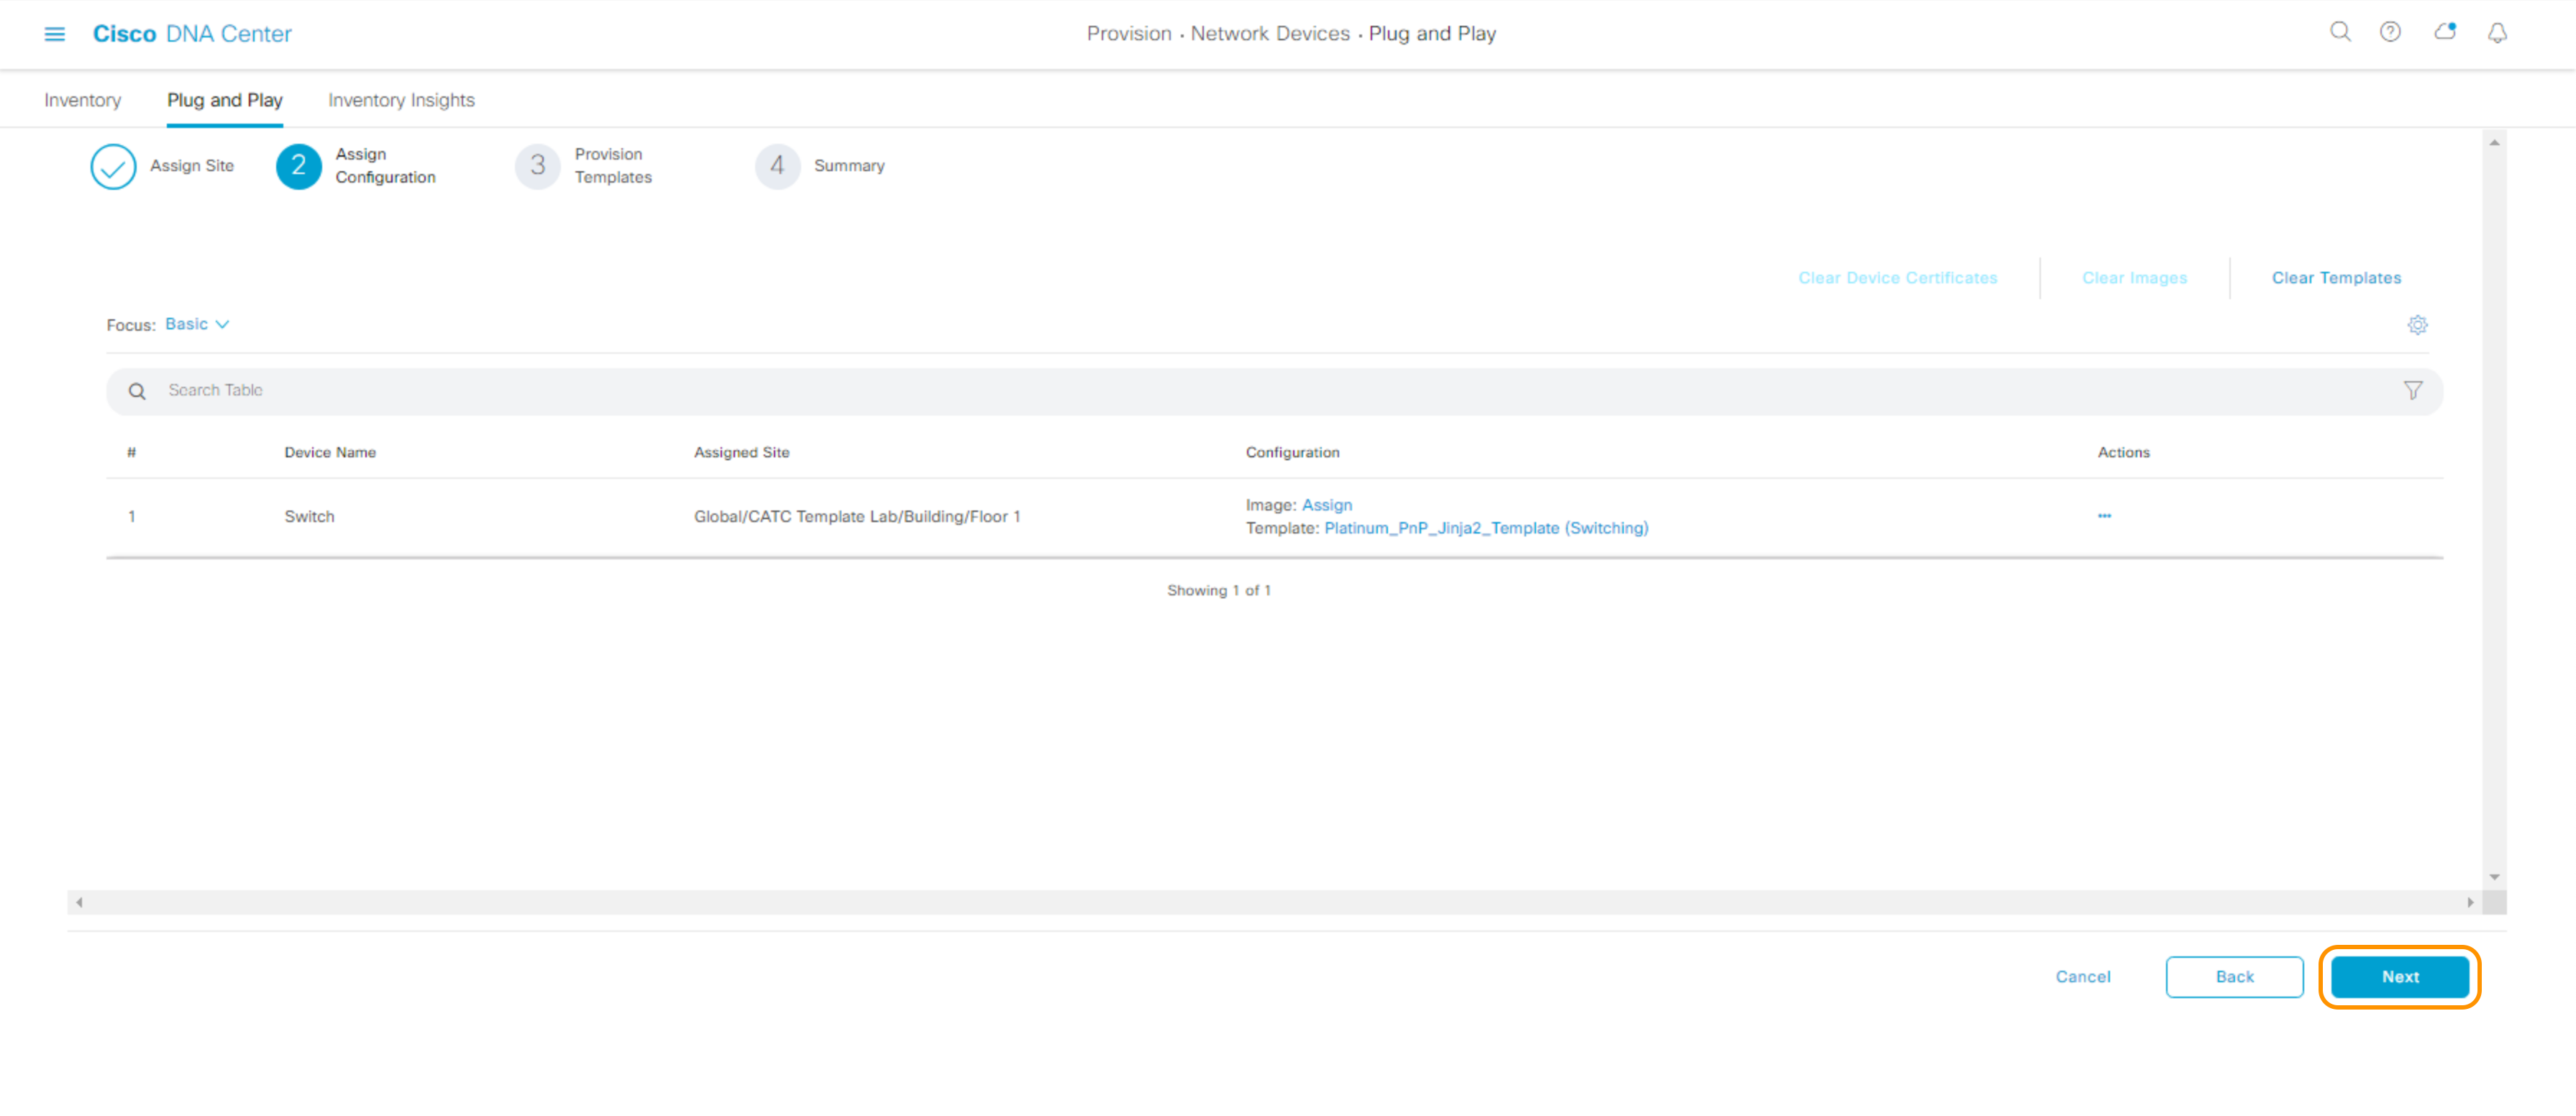 Cisco DNA Center
Provision · Network Devices · Plug and Play
Inventory
Plug and Play
Inventory Insights
Assign Site
2
Assign
Configuration
3
Provision
Templates
4
Summary
Clear Device Certificates
Clear Images
Clear Templates
Focus: Basic
Search Table
# Device Name Assigned Site Configuration Actions
1 Switch Global/CATC Template Lab/Building/Floor 1
Image: Assign
Template: Platinum_PnP_Jinja2_Template (Switching)
...
Showing 1 of 1
Cancel
Back
Next